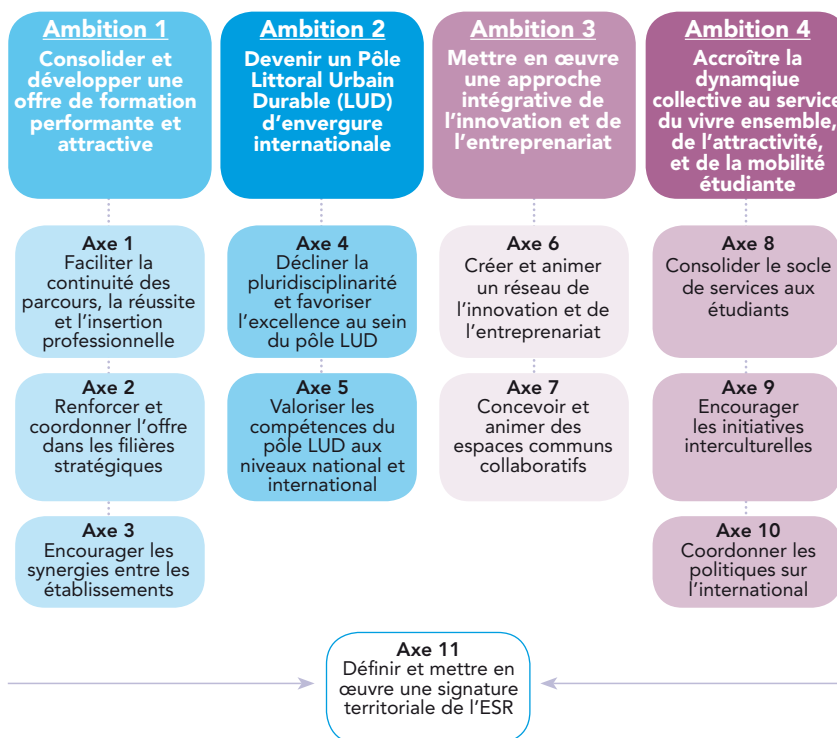 Ambition 1
Consolider et
développer une
offre de formation
performante et
attractive
Ambition 2
Devenir un Pôle
Littoral Urbain
Durable (LUD)
d'envergure
internationale
Ambition 3
Mettre en œuvre
une approche
intégrative de
l'innovation et de
l'entreprenariat
Ambition 4
Accroître la
dynamqiue
collective au service
du vivre ensemble,
de l'attractivité,
et de la mobilité
étudiante
Axe 1
Faciliter la
continuité des
parcours, la réussite
et l'insertion
professionnelle
Axe 2
Renforcer et
coordonner l'offre
dans les filières
stratégiques
Axe 3
Encourager les
synergies entre les
établissements
Axe 4
Décliner la
pluridisciplinarité
et favoriser
l'excellence au sein
du pôle LUD
Axe 5
Valoriser les
compétences du
pôle LUD aux
niveaux national et
international
Axe 6
Créer et animer
un réseau de
l'innovation et de
l'entreprenariat
Axe 7
Concevoir et
animer des
espaces communs
collaboratifs
Axe 8
Consolider le socle
de services aux
étudiants
Axe 9
Encourager
les initiatives
interculturelles
Axe 10
Coordonner les
politiques sur
l'international
Axe 11
Définir et mettre en
œuvre une signature
territoriale de l'ESR